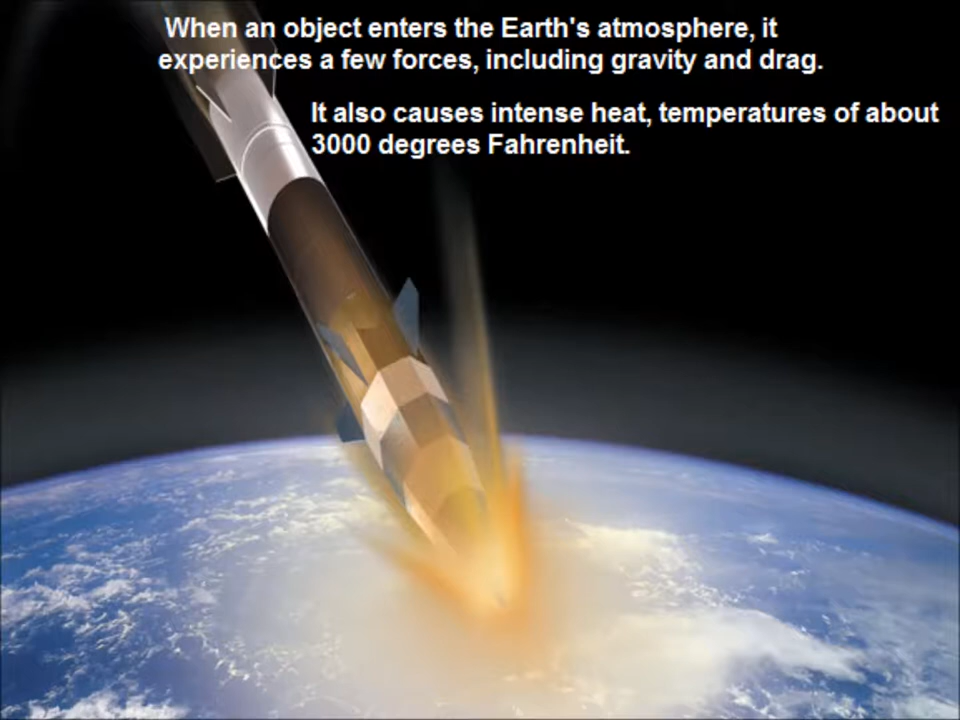 When an object enters the Earth's atmosphere, it
experiences a few forces, including gravity and drag.
It also causes intense heat, temperatures of about
3000 degrees Fahrenheit.